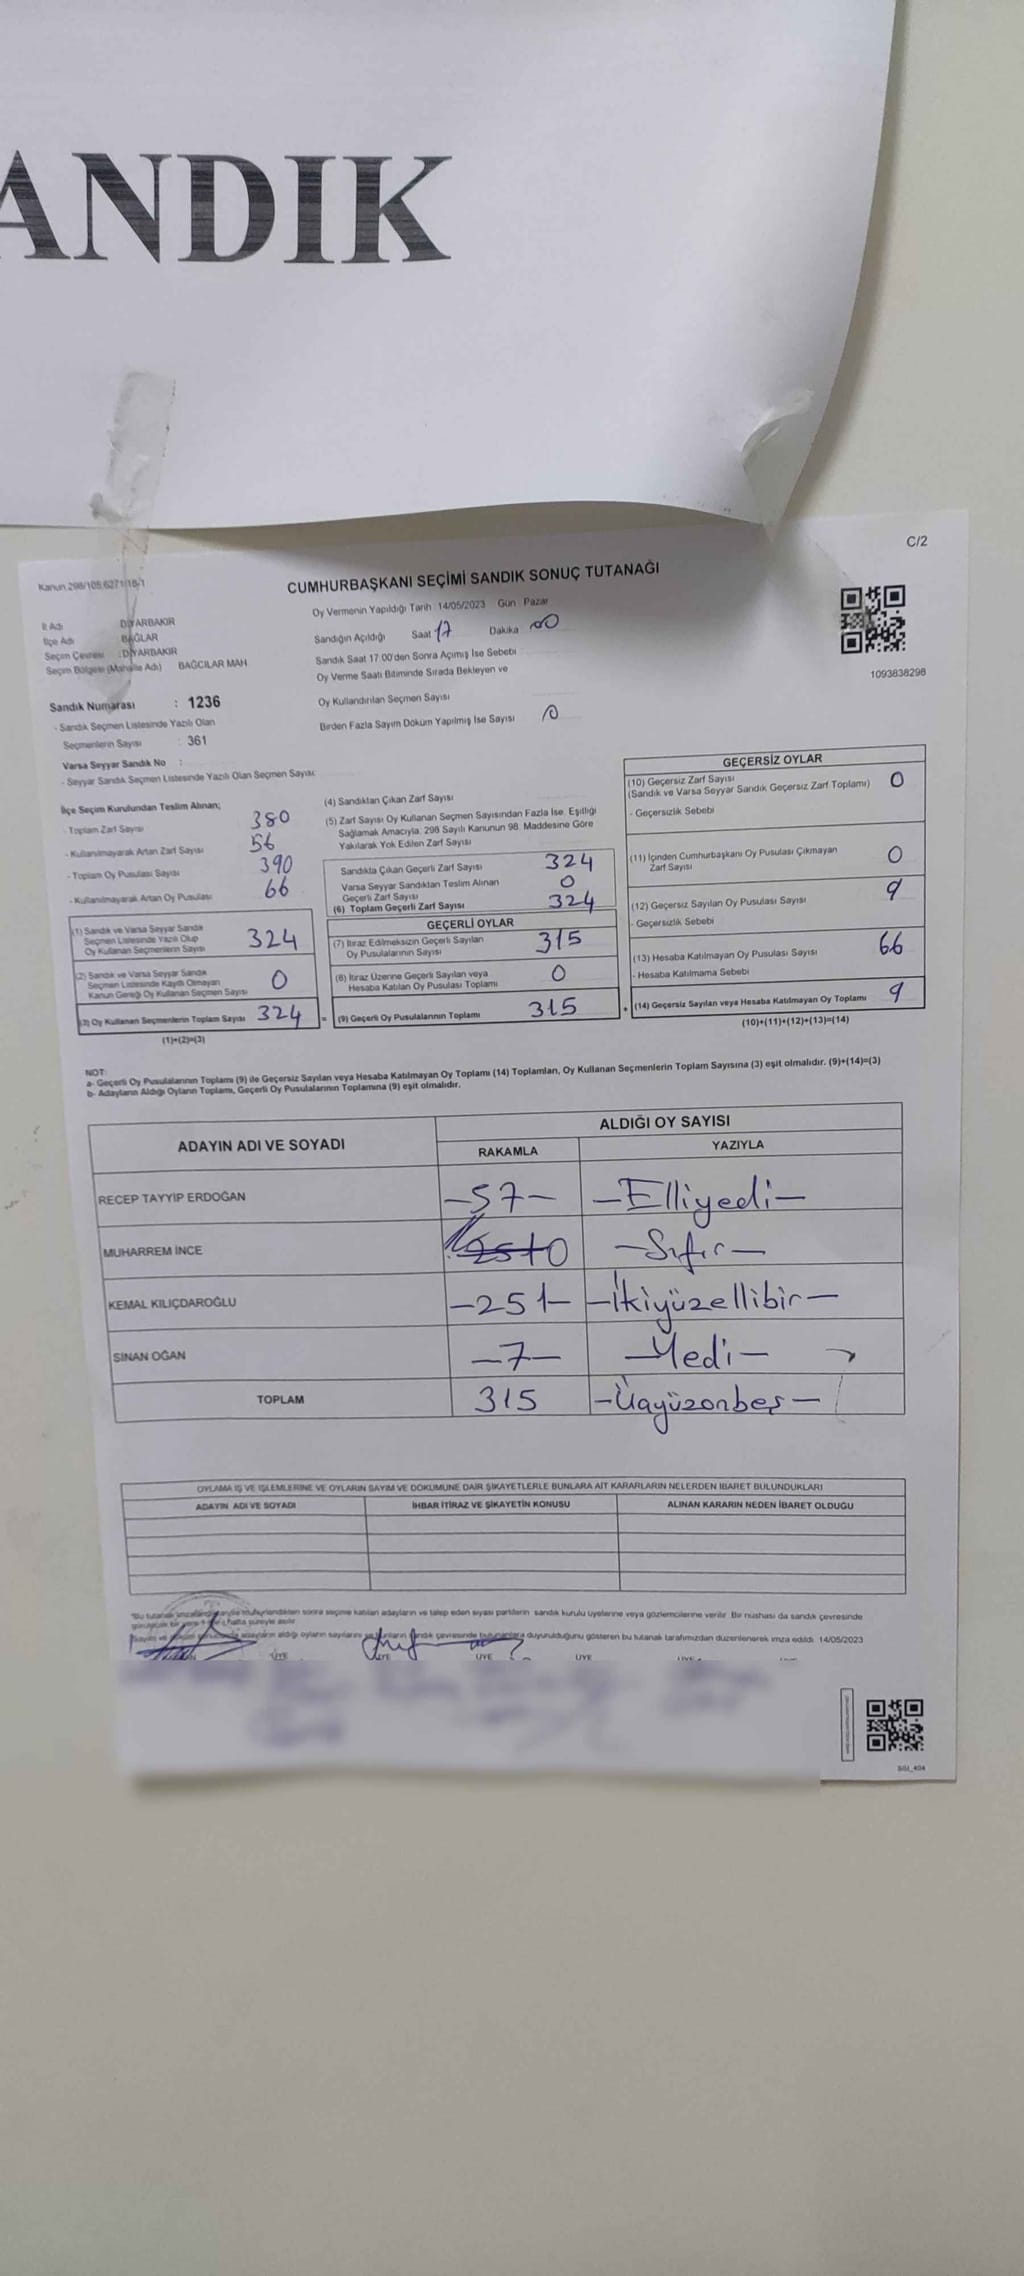 ANDIK
C/2
Kanun 298/105,6271/18/1
CUMHURBAŞKANI SEÇİMİ SANDIK SONUÇ TUTANAĞI
Oy Vermenin Yapıldığı Tarih : 14/05/2023 Gün : Pazar
İl Adı DİYARBAKIR
İlçe Adı BAĞLAR
Seçim Çevresi : DİYARBAKIR
Seçim Bölgesi (Mahalle Adı) BAĞCILAR MAH
Sandığın Açıldığı Saat 17 Dakika 00
Sandık Saat 17:00'den Sonra Açımış İse Sebebi
Oy Verme Saati Bitiminde Sırada Bekleyen ve
Oy Kullandırılan Seçmen Sayısı
Birden Fazla Sayım Döküm Yapılmış İse Sayısı 0
1093838298
Sandık Numarası : 1236
- Sandık Seçmen Listesinde Yazılı Olan
Seçmenlerin Sayısı : 361
Varsa Seyyar Sandık No :
- Seyyar Sandık Seçmen Listesinde Yazılı Olan Seçmen Sayısı
İlçe Seçim Kurulundan Teslim Alınan;
- Toplam Zarf Sayısı 380
- Kullanılmayarak Artan Zarf Sayısı 56
- Toplam Oy Pusulası Sayısı 390
- Kullanılmayarak Artan Oy Pusulası 66
(1) Sandık ve Varsa Seyyar Sandık
Seçmen Listesinde Yazılı Olup
Oy Kullanan Seçmenlerin Sayısı 324
(2) Sandık ve Varsa Seyyar Sandık
Seçmen Listesinde Kayıtlı Olmayan
Kanun Gereği Oy Kullanan Seçmen Sayısı 0
(3) Oy Kullanan Seçmenlerin Toplam Sayısı 324 =
(1)+(2)=(3)
(4) Sandıktan Çıkan Zarf Sayısı
(5) Zarf Sayısı Oy Kullanan Seçmen Sayısından Fazla İse, Eşitliği
Sağlamak Amacıyla, 298 Sayılı Kanunun 98. Maddesine Göre
Yakılarak Yok Edilen Zarf Sayısı
Sandıkta Çıkan Geçerli Zarf Sayısı 324
Varsa Seyyar Sandıktan Teslim Alınan
Geçerli Zarf Sayısı 0
(6) Toplam Geçerli Zarf Sayısı 324
GEÇERLİ OYLAR
(7) İtiraz Edilmeksizin Geçerli Sayılan
Oy Pusulalarının Sayısı 315
(8) İtiraz Üzerine Geçerli Sayılan veya
Hesaba Katılan Oy Pusulası Toplamı 0
(9) Geçerli Oy Pusulalarının Toplamı 315 +
GEÇERSİZ OYLAR
(10) Geçersiz Zarf Sayısı
(Sandık ve Varsa Seyyar Sandık Geçersiz Zarf Toplamı) 0
- Geçersizlik Sebebi
(11) İçinden Cumhurbaşkanı Oy Pusulası Çıkmayan
Zarf Sayısı 0
(12) Geçersiz Sayılan Oy Pusulası Sayısı 9
- Geçersizlik Sebebi
(13) Hesaba Katılmayan Oy Pusulası Sayısı 66
- Hesaba Katılmama Sebebi
(14) Geçersiz Sayılan veya Hesaba Katılmayan Oy Toplamı 9
(10)+(11)+(12)+(13)=(14)
NOT:
a- Geçerli Oy Pusulalarının Toplamı (9) ile Geçersiz Sayılan veya Hesaba Katılmayan Oy Toplamı (14) Toplamları, Oy Kullanan Seçmenlerin Toplam Sayısına (3) eşit olmalıdır. (9)+(14)=(3)
b- Adayların Aldığı Oyların Toplamı, Geçerli Oy Pusulalarının Toplamına (9) eşit olmalıdır.
ADAYIN ADI VE SOYADI ALDIĞI OY SAYISI
RAKAMLA YAZIYLA
RECEP TAYYİP ERDOĞAN -57- -Elliyedi-
MUHARREM İNCE 0 -Sıfır-
KEMAL KILIÇDAROĞLU -251- -İkiyüzellibir-
SİNAN OĞAN -7- -Yedi-
TOPLAM 315 -Üçyüzonbeş-
OYLAMA İŞ VE İŞLEMLERİNE VE OYLARIN SAYIM VE DÖKÜMÜNE DAİR ŞİKAYETLERLE BUNLARA AİT KARARLARIN NELERDEN İBARET BULUNDUKLARI
ADAYIN ADI VE SOYADI İHBAR İTİRAZ VE ŞİKAYETİN KONUSU ALINAN KARARIN NEDEN İBARET OLDUĞU
sonra seçime katılan adayların ve talep eden siyasi partilerin sandık kurulu üyelerine veya gözlemcilerine verilir. Bir nüshası da sandık çevresinde
hafta süreyle asılır
adayların aldığı oyların sayılarını sandık çevresinde duyurulduğunu gösteren bu tutanak tarafımızdan düzenlenerek imza edildi. 14/05/2023
ÜYE ÜYE ÜYE ÜYE